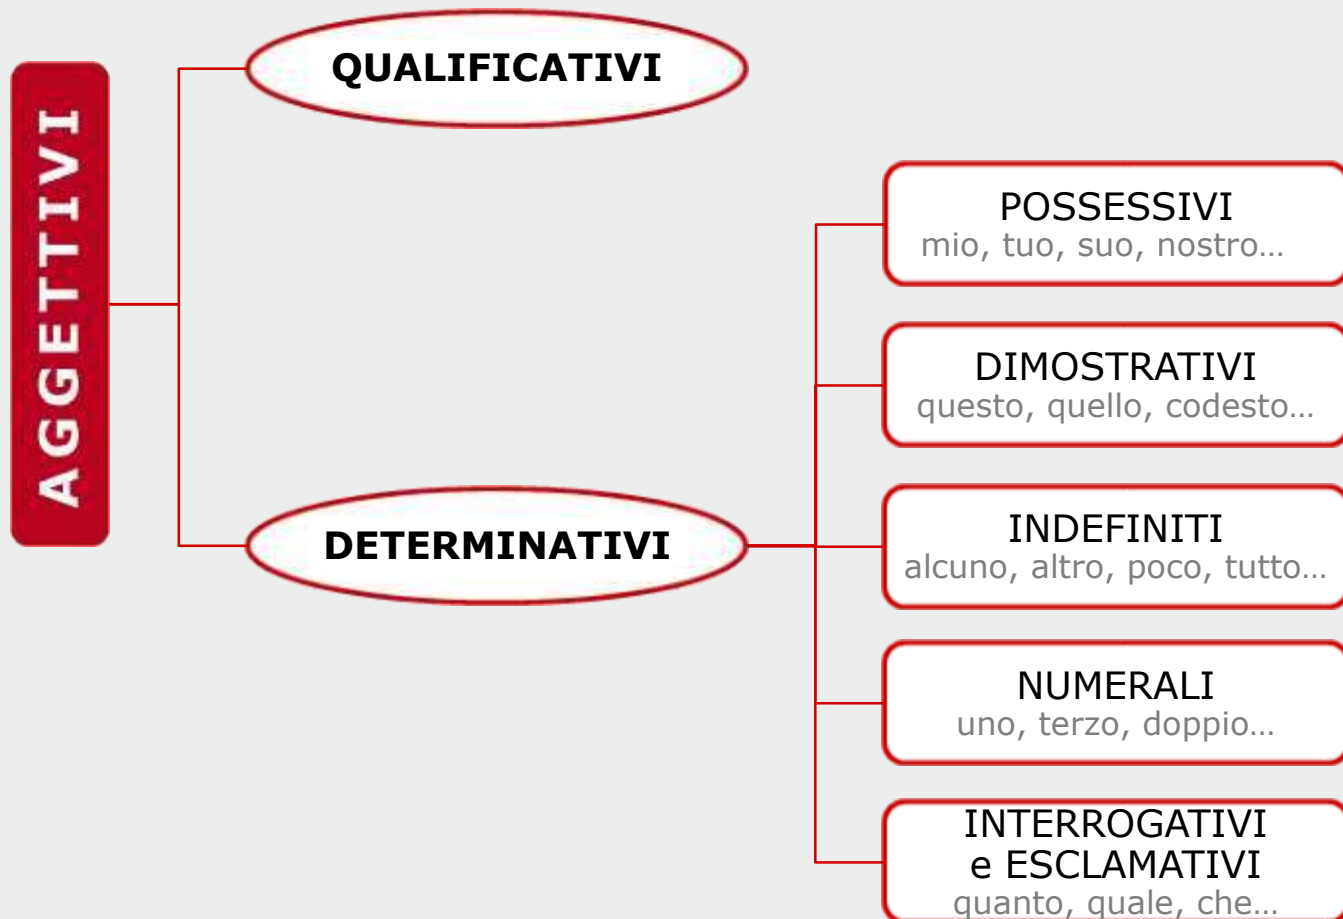 AGGETTIVI
QUALIFICATIVI
DETERMINATIVI
POSSESSIVI
mio, tuo, suo, nostro…
DIMOSTRATIVI
questo, quello, codesto…
INDEFINITI
alcuno, altro, poco, tutto…
NUMERALI
uno, terzo, doppio…
INTERROGATIVI
e ESCLAMATIVI
quanto, quale, che…